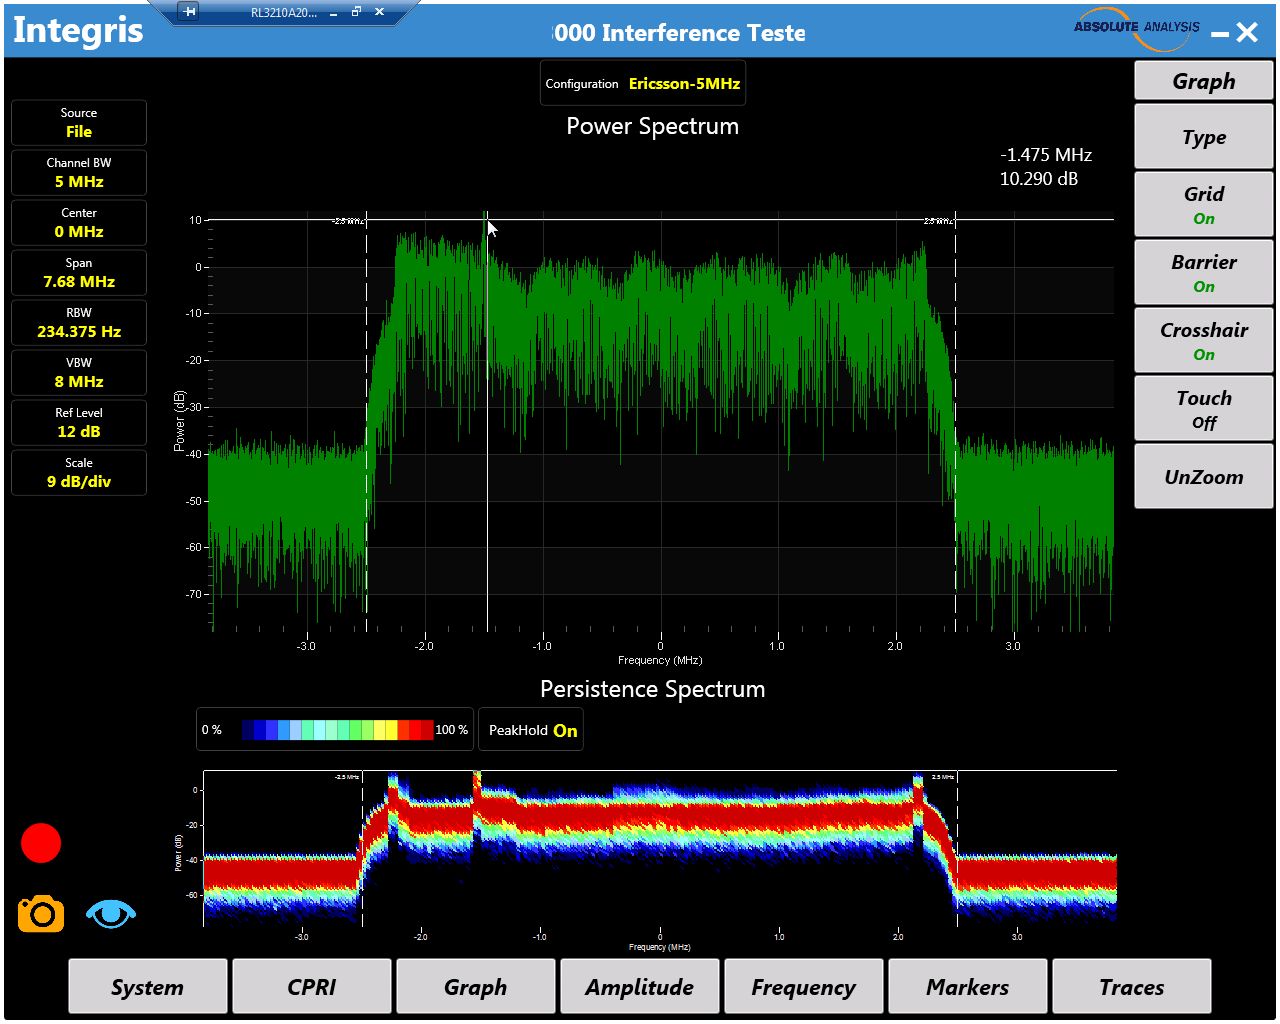 RL3210A20...
Integris
3000 Interference Teste
ABSOLUTE ANALYSIS
Configuration Ericsson-5MHz
Power Spectrum
-1.475 MHz
10.290 dB
Source
File
Channel BW
5 MHz
Center
0 MHz
Span
7.68 MHz
RBW
234.375 Hz
VBW
8 MHz
Ref Level
12 dB
Scale
9 dB/div
-2.5 MHz
2.5 MHz
10
0
-10
-20
-30
-40
-50
-60
-70
Power (dB)
-3.0 -2.0 -1.0 0 1.0 2.0 3.0
Frequency (MHz)
Graph
Type
Grid
On
Barrier
On
Crosshair
On
Touch
Off
UnZoom
Persistence Spectrum
0 % 100 %
PeakHold On
-2.5 MHz
2.5 MHz
0
-20
-40
-60
Power (dB)
-3.0 -2.0 -1.0 0 1.0 2.0 3.0
Frequency (MHz)
System CPRI Graph Amplitude Frequency Markers Traces